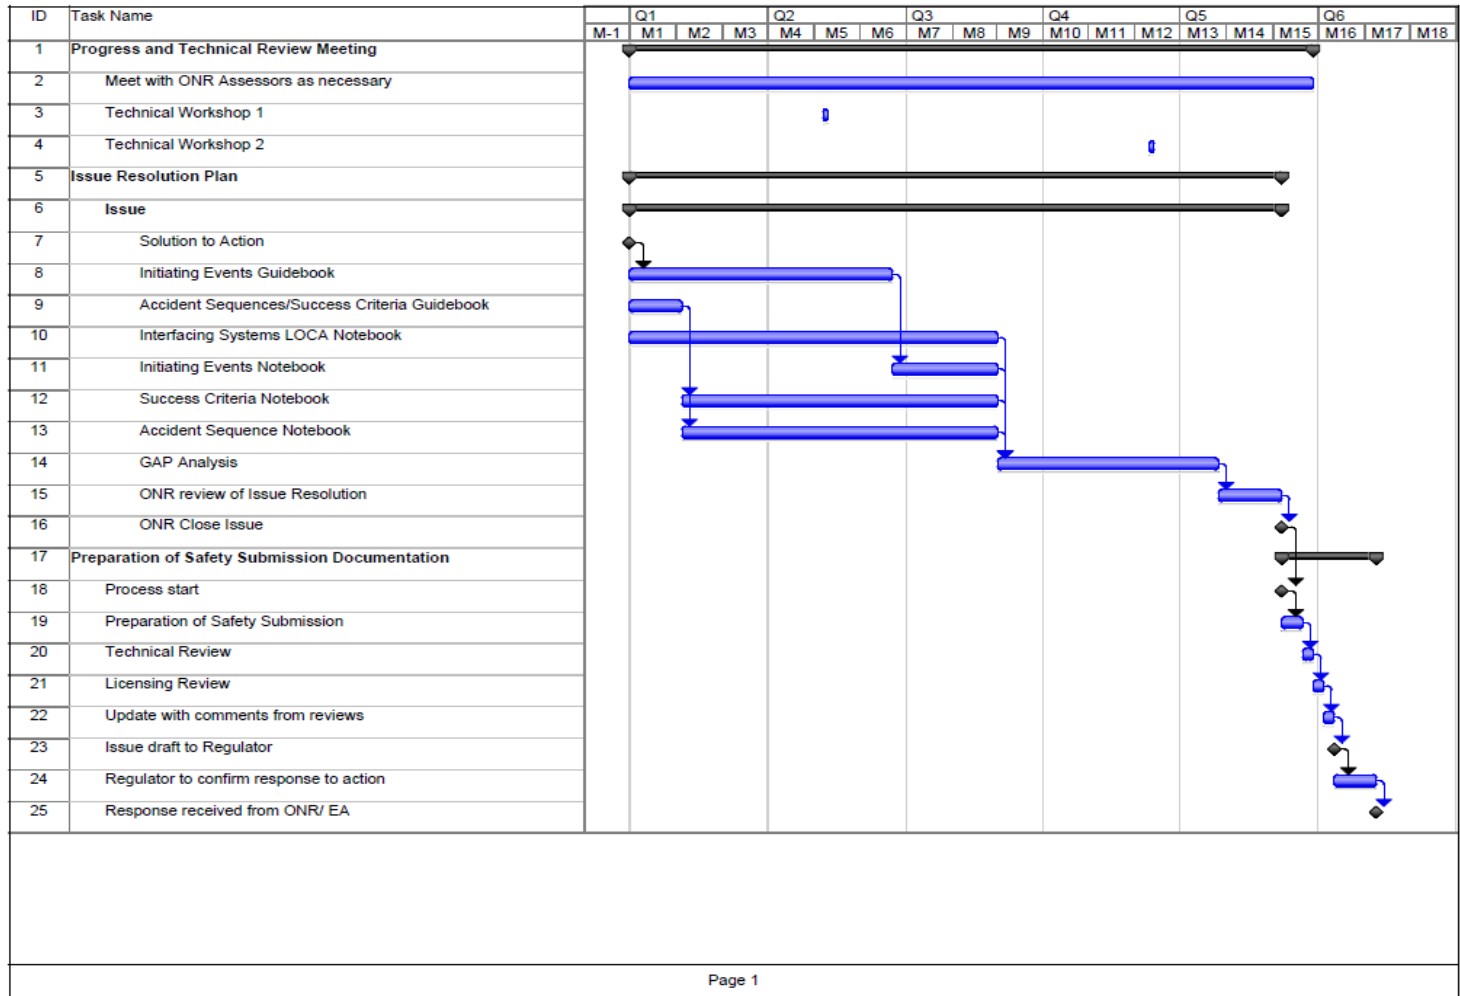 ID Task Name Q1 Q2 Q3 Q4 Q5 Q6
M-1 M1 M2 M3 M4 M5 M6 M7 M8 M9 M10 M11 M12 M13 M14 M15 M16 M17 M18
1 Progress and Technical Review Meeting
2 Meet with ONR Assessors as necessary
3 Technical Workshop 1
4 Technical Workshop 2
5 Issue Resolution Plan
6 Issue
7 Solution to Action
8 Initiating Events Guidebook
9 Accident Sequences/Success Criteria Guidebook
10 Interfacing Systems LOCA Notebook
11 Initiating Events Notebook
12 Success Criteria Notebook
13 Accident Sequence Notebook
14 GAP Analysis
15 ONR review of Issue Resolution
16 ONR Close Issue
17 Preparation of Safety Submission Documentation
18 Process start
19 Preparation of Safety Submission
20 Technical Review
21 Licensing Review
22 Update with comments from reviews
23 Issue draft to Regulator
24 Regulator to confirm response to action
25 Response received from ONR/ EA
Page 1